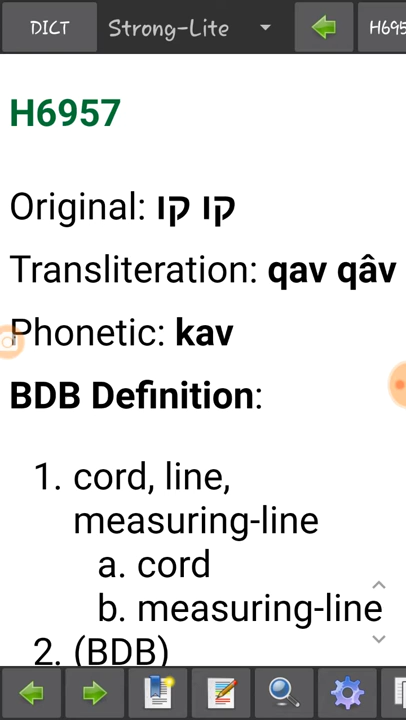 DICT Strong-Lite H695
H6957
Original: קו קו
Transliteration: qav qâv
Phonetic: kav
BDB Definition:
1. cord, line,
measuring-line
a. cord
b. measuring-line
2. (BDB)